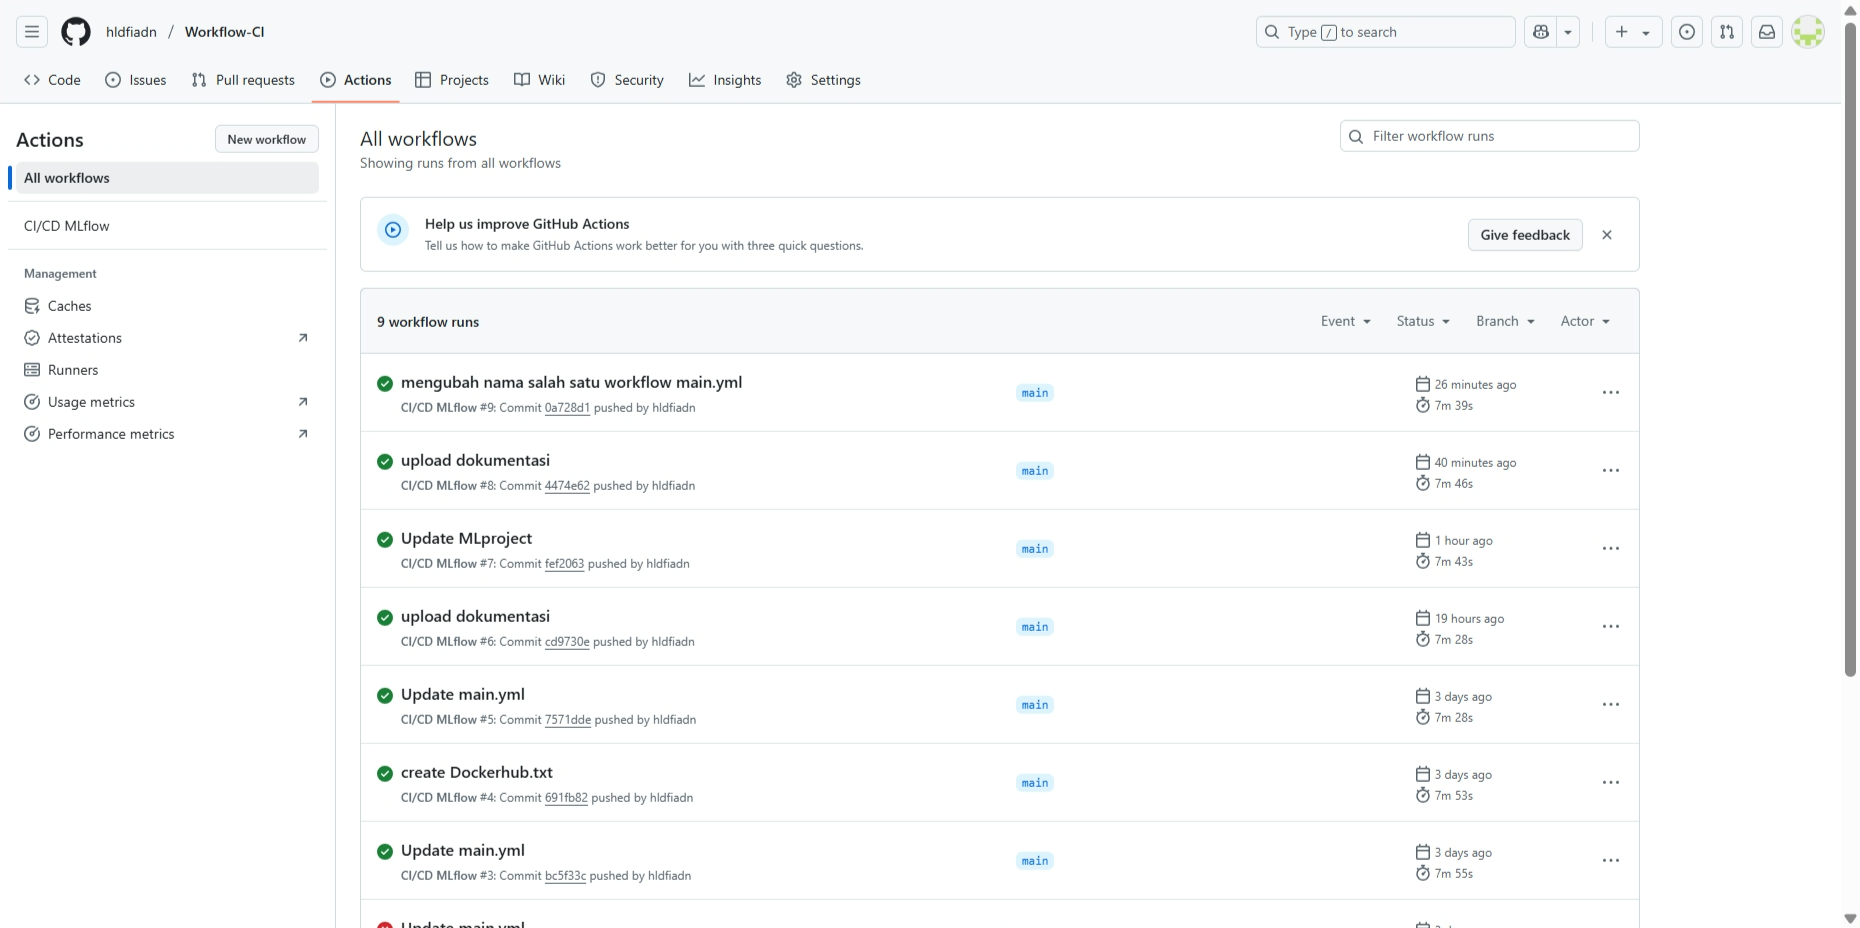 hldfiadn / Workflow-CI
Type / to search
Code Issues Pull requests Actions Projects Wiki Security Insights Settings
Actions
New workflow
All workflows
CI/CD MLflow
Management
Caches
Attestations
Runners
Usage metrics
Performance metrics
All workflows
Showing runs from all workflows
Filter workflow runs
Help us improve GitHub Actions
Tell us how to make GitHub Actions work better for you with three quick questions.
Give feedback
9 workflow runs
Event Status Branch Actor
mengubah nama salah satu workflow main.yml
CI/CD MLflow #9: Commit 0a728d1 pushed by hldfiadn
main
26 minutes ago
7m 39s
upload dokumentasi
CI/CD MLflow #8: Commit 4474e62 pushed by hldfiadn
main
40 minutes ago
7m 46s
Update MLproject
CI/CD MLflow #7: Commit fef2063 pushed by hldfiadn
main
1 hour ago
7m 43s
upload dokumentasi
CI/CD MLflow #6: Commit cd9730e pushed by hldfiadn
main
19 hours ago
7m 28s
Update main.yml
CI/CD MLflow #5: Commit 7571dde pushed by hldfiadn
main
3 days ago
7m 28s
create Dockerhub.txt
CI/CD MLflow #4: Commit 691fb82 pushed by hldfiadn
main
3 days ago
7m 53s
Update main.yml
CI/CD MLflow #3: Commit bc5f33c pushed by hldfiadn
main
3 days ago
7m 55s
Update main.yml